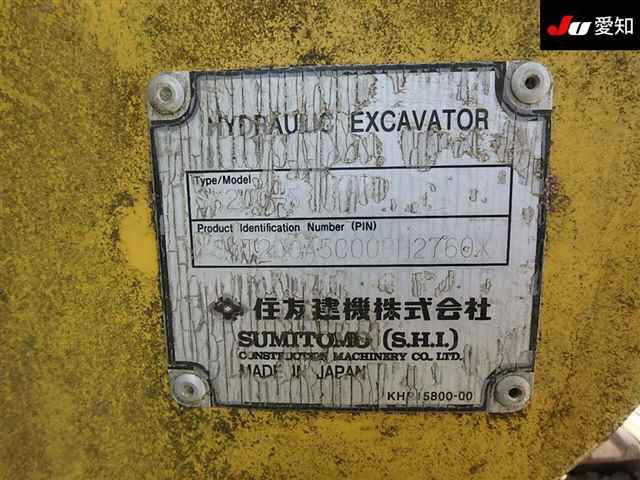 JU 愛知
HYDRAULIC EXCAVATOR
Type/Model
Product Identification Number (PIN)
住友建機株式会社
SUMITOMO (S.H.I.)
CONSTRUCTION MACHINERY CO., LTD.
MADE IN JAPAN